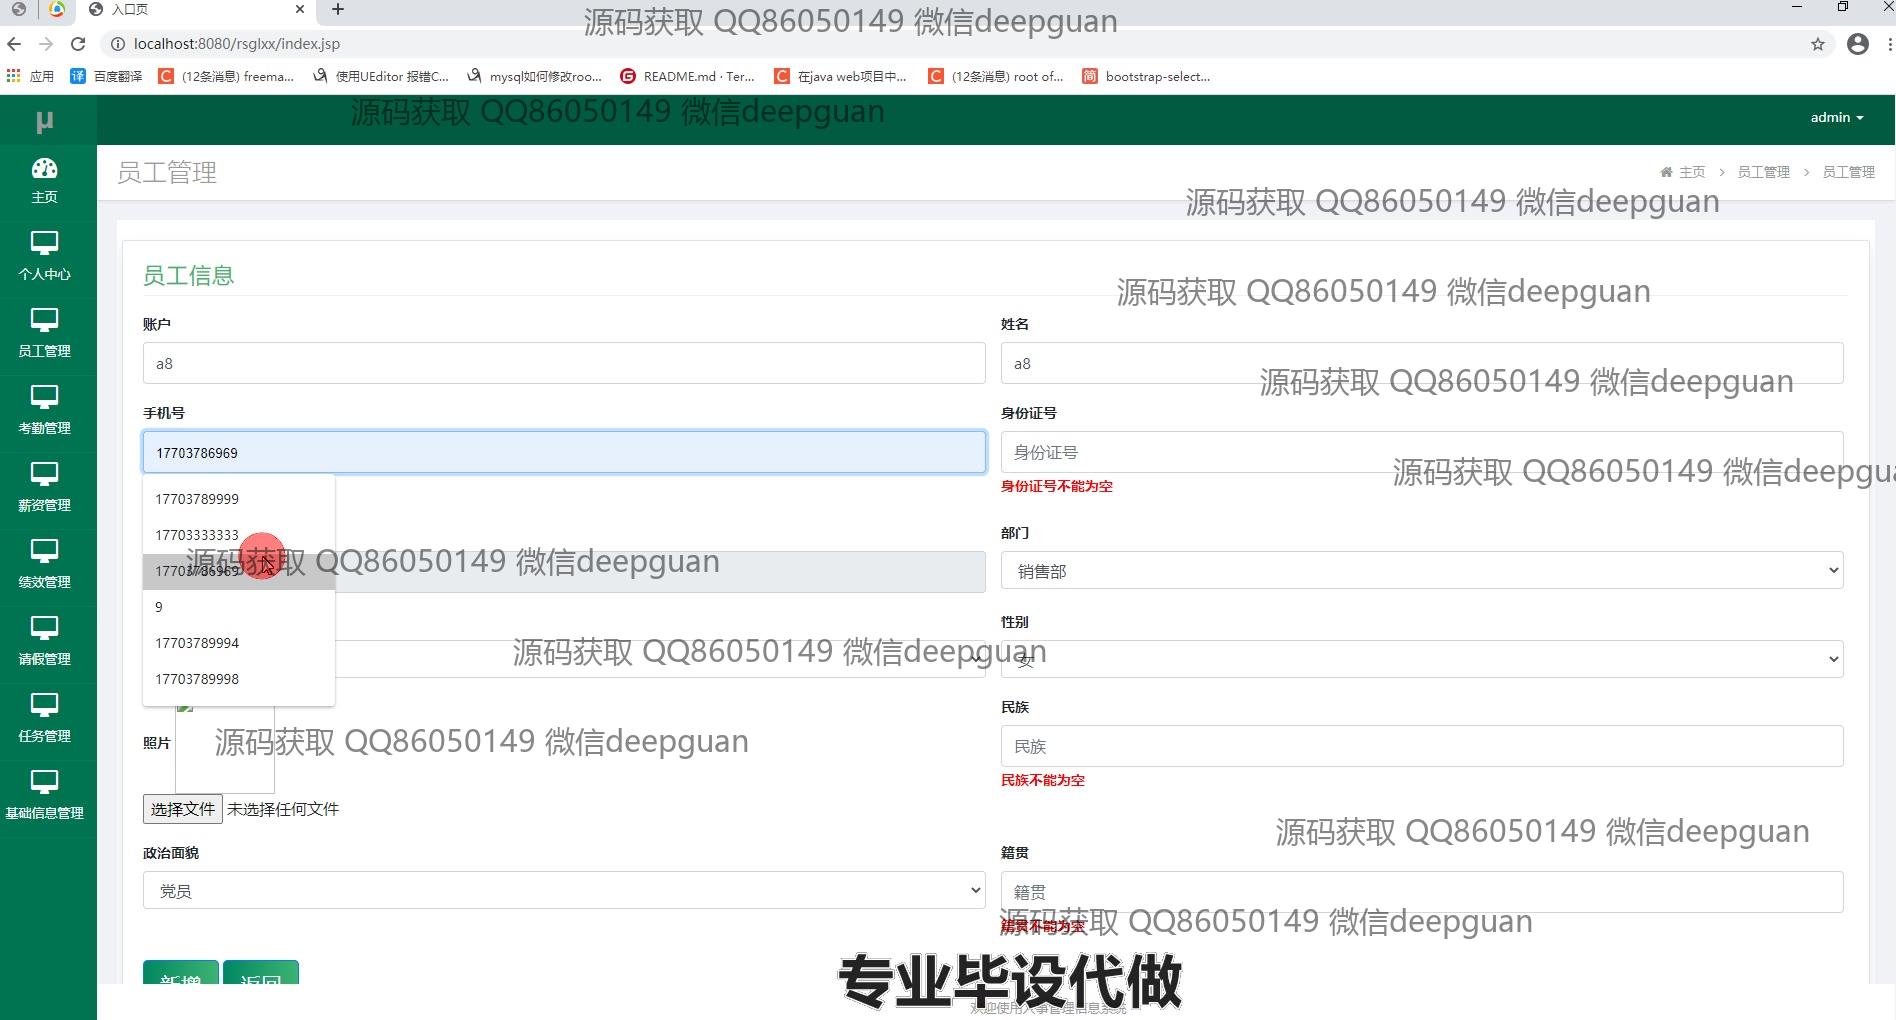 入口页
源码获取 QQ86050149 微信deepguan
localhost:8080/rsglxx/index.jsp
应用
百度翻译
(12条消息) freema...
使用UEditor 报错C...
mysql如何修改roo...
README.md · Ter...
在java web项目中...
(12条消息) root of...
bootstrap-select...
源码获取 QQ86050149 微信deepguan
μ
admin
主页
员工管理
主页 > 员工管理 > 员工管理
源码获取 QQ86050149 微信deepguan
个人中心
员工信息
源码获取 QQ86050149 微信deepguan
账户
姓名
员工管理
a8
a8
源码获取 QQ86050149 微信deepguan
手机号
身份证号
考勤管理
17703786969
身份证号
源码获取 QQ86050149 微信deepgua
身份证号不能为空
薪资管理
17703789999
17703333333
部门
源码获取 QQ86050149 微信deepguan
17703786969
销售部
绩效管理
9
性别
17703789994
源码获取 QQ86050149 微信deepguan
女
请假管理
17703789998
民族
任务管理
照片
源码获取 QQ86050149 微信deepguan
民族
民族不能为空
基础信息管理
选择文件 未选择任何文件
源码获取 QQ86050149 微信deepguan
政治面貌
籍贯
党员
籍贯
源码获取 QQ86050149 微信deepguan
籍贯不能为空
新增
返回
专业毕设代做
欢迎使用人事管理信息系统